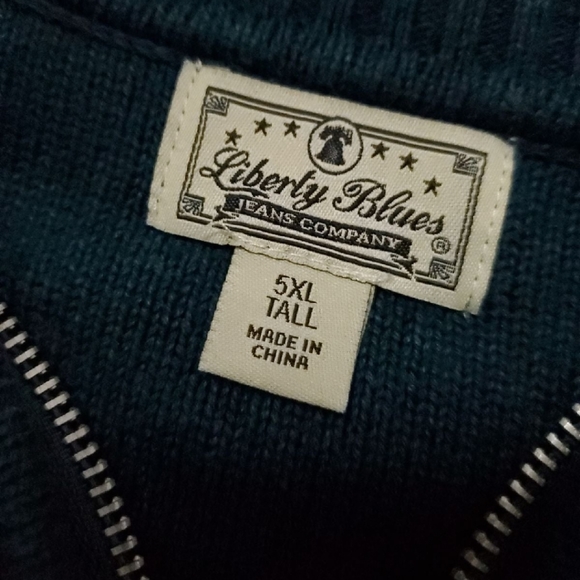 Liberty Blues
JEANS COMPANY ®
5XL
TALL
MADE IN
CHINA